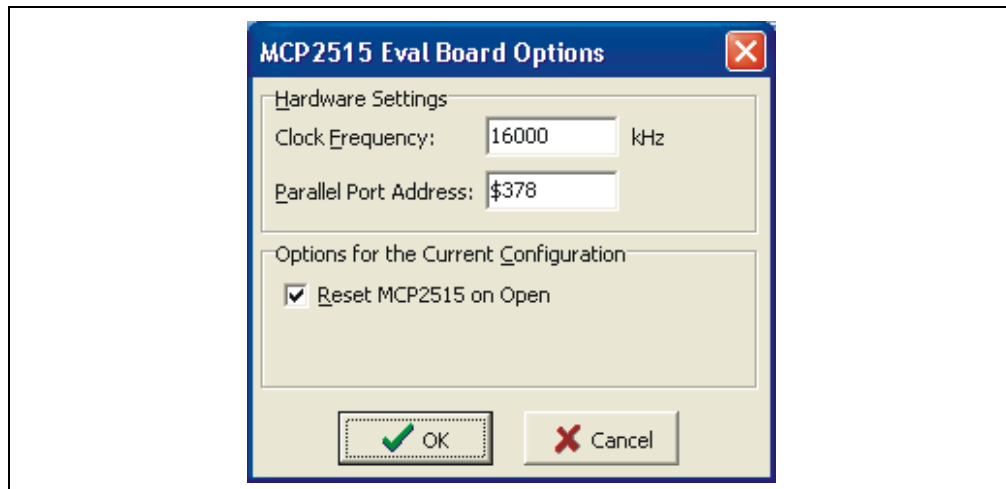 MCP2515 Eval Board Options
Hardware Settings
Clock Frequency: 16000 kHz
Parallel Port Address: $378
Options for the Current Configuration
Reset MCP2515 on Open
OK Cancel